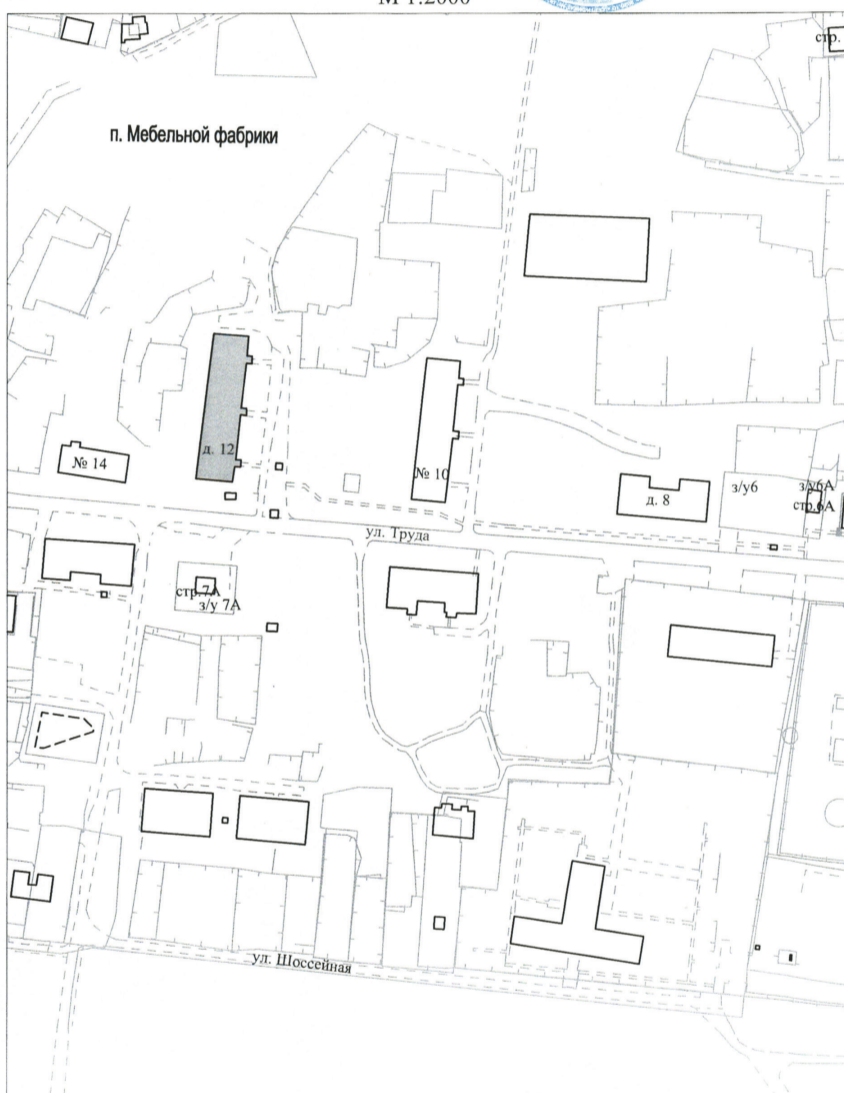 М 1:2000
стр.
п. Мебельной фабрики
д. 12
№ 14
№ 10
д. 8
з/у6
з/у6А
стр.6А
ул. Труда
стр.7А
з/у 7А
ул. Шоссейная